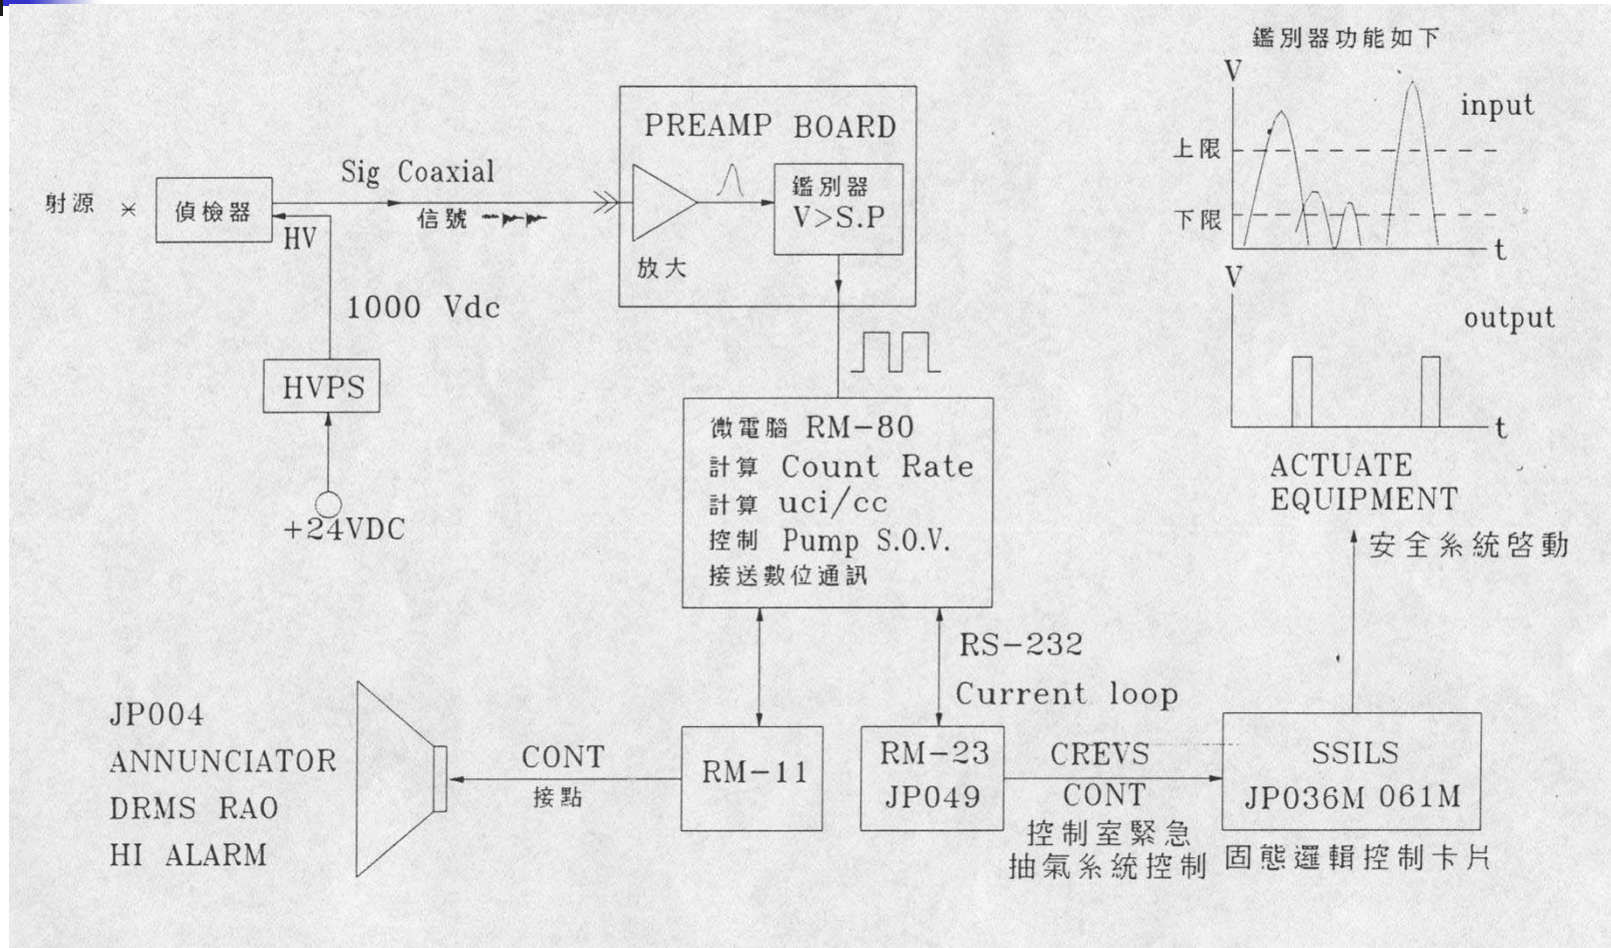 鑑別器功能如下
V
input
上限
下限
t
PREAMP BOARD
Sig Coaxial
射源
偵檢器
信號
HV
鑑別器
V>S.P
放大
1000 Vdc
HVPS
+24VDC
V
output
t
微電腦 RM-80
計算 Count Rate
計算 uci/cc
控制 Pump S.O.V.
接送數位通訊
ACTUATE
EQUIPMENT
安全系統啓動
RS-232
Current loop
JP004
ANNUNCIATOR
DRMS RAO
HI ALARM
CONT
接點
RM-11
RM-23
JP049
CREVS
CONT
控制室緊急
抽氣系統控制
SSILS
JP036M 061M
固態邏輯控制卡片